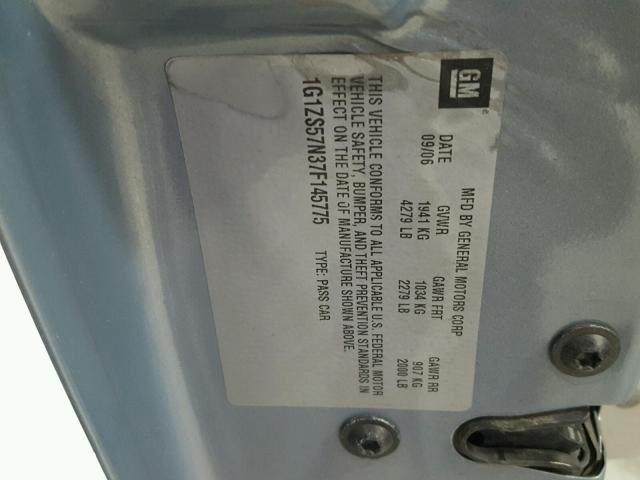 GM
MFD BY GENERAL MOTORS CORP
DATE GVWR GAWR FRT GAWR RR
09/06 1941 KG 1034 KG 907 KG
4279 LB 2279 LB 2000 LB
THIS VEHICLE CONFORMS TO ALL APPLICABLE U.S. FEDERAL MOTOR
VEHICLE SAFETY, BUMPER, AND THEFT PREVENTION STANDARDS IN
EFFECT ON THE DATE OF MANUFACTURE SHOWN ABOVE.
1G1ZS57N37F145775 TYPE: PASS CAR